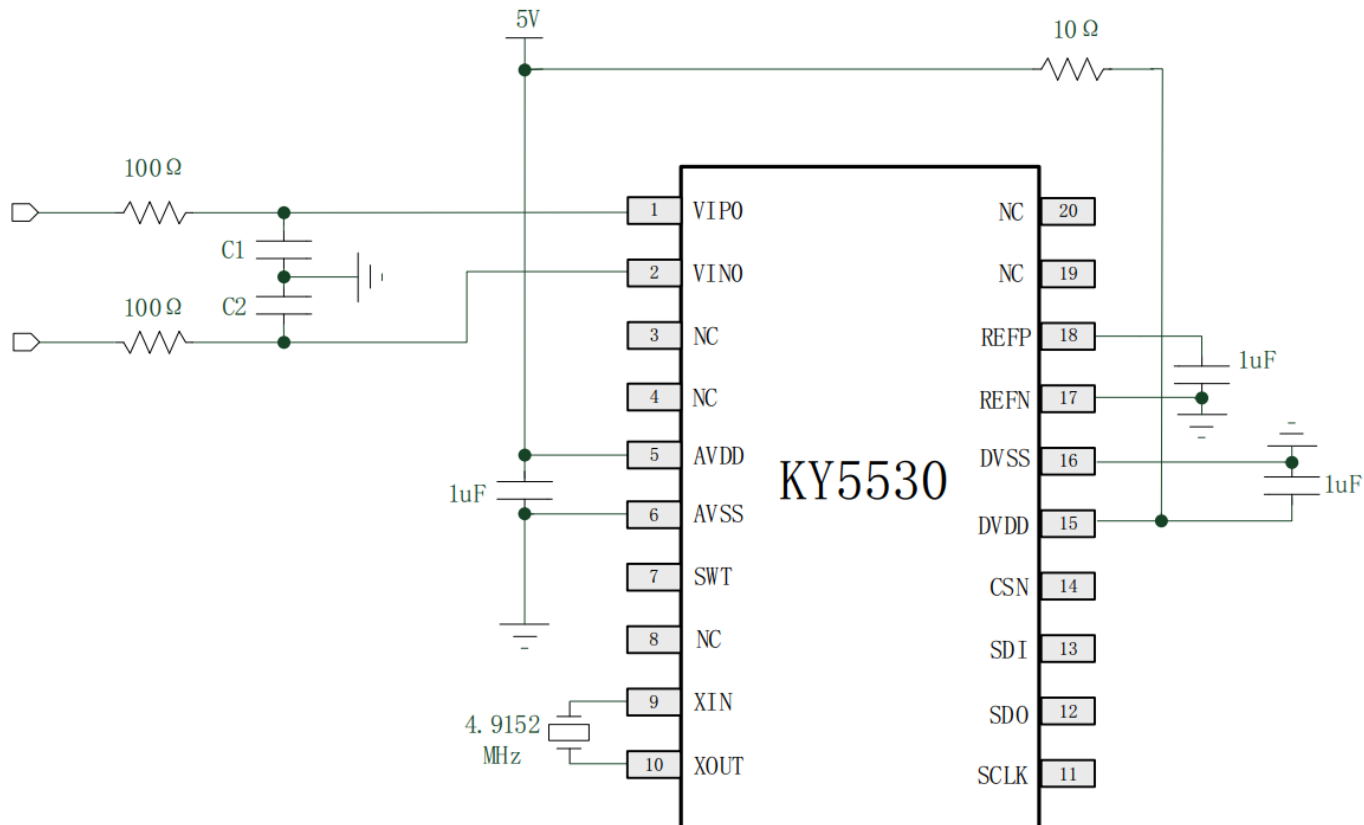 5V
10Ω
100Ω
C1
C2
100Ω
1 VIP0
2 VIN0
3 NC
4 NC
5 AVDD
1uF
6 AVSS
7 SWT
8 NC
9 XIN
4.9152
MHz
10 XOUT
KY5530
NC 20
NC 19
REFP 18
1uF
REFN 17
DVSS 16
1uF
DVDD 15
CSN 14
SDI 13
SDO 12
SCLK 11